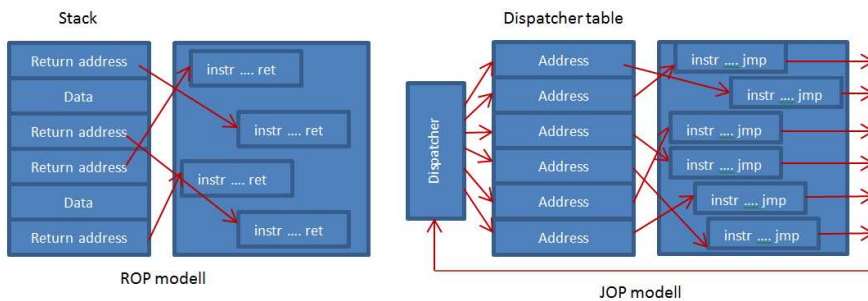 Stack
Return address
Data
Return address
Return address
Data
Return address
instr .... ret
instr .... ret
instr .... ret
instr .... ret
ROP modell
Dispatcher table
Dispatcher
Address
Address
Address
Address
Address
Address
instr .... jmp
instr .... jmp
instr .... jmp
instr .... jmp
instr .... jmp
instr .... jmp
JOP modell